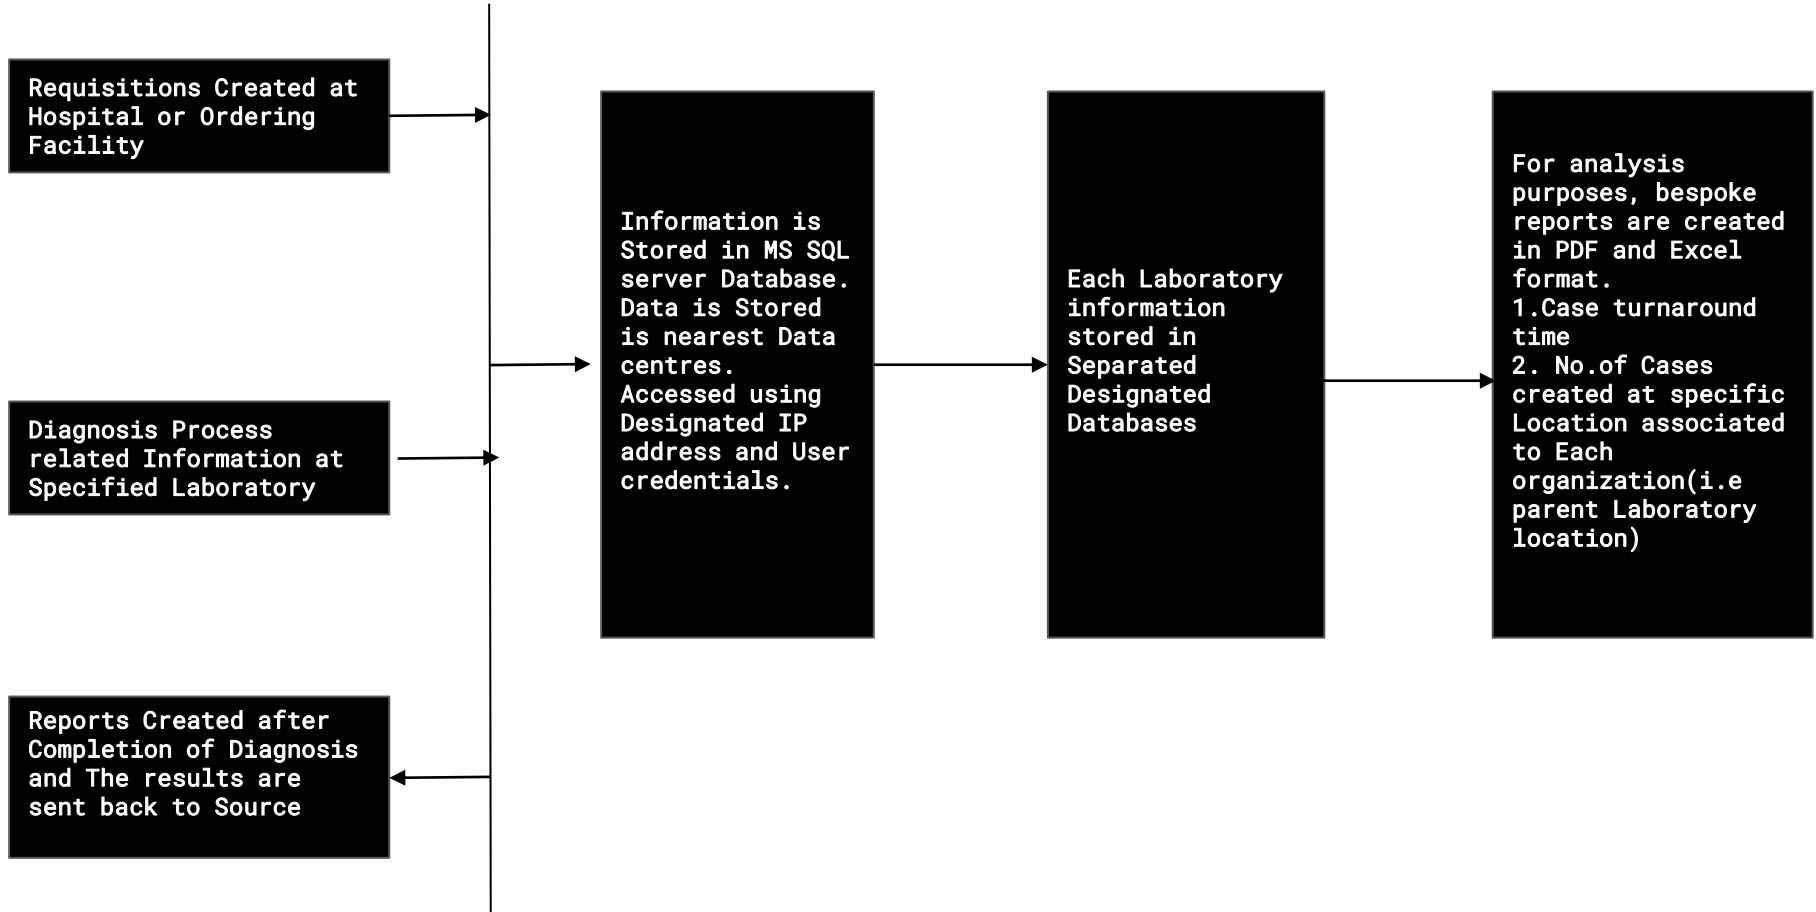 Requisitions Created at
Hospital or Ordering
Facility
Diagnosis Process
related Information at
Specified Laboratory
Reports Created after
Completion of Diagnosis
and The results are
sent back to Source
Information is
Stored in MS SQL
server Database.
Data is Stored
is nearest Data
centres.
Accessed using
Designated IP
address and User
credentials.
Each Laboratory
information
stored in
Separated
Designated
Databases
For analysis
purposes, bespoke
reports are created
in PDF and Excel
format.
1.Case turnaround
time
2. No.of Cases
created at specific
Location associated
to Each
organization(i.e
parent Laboratory
location)